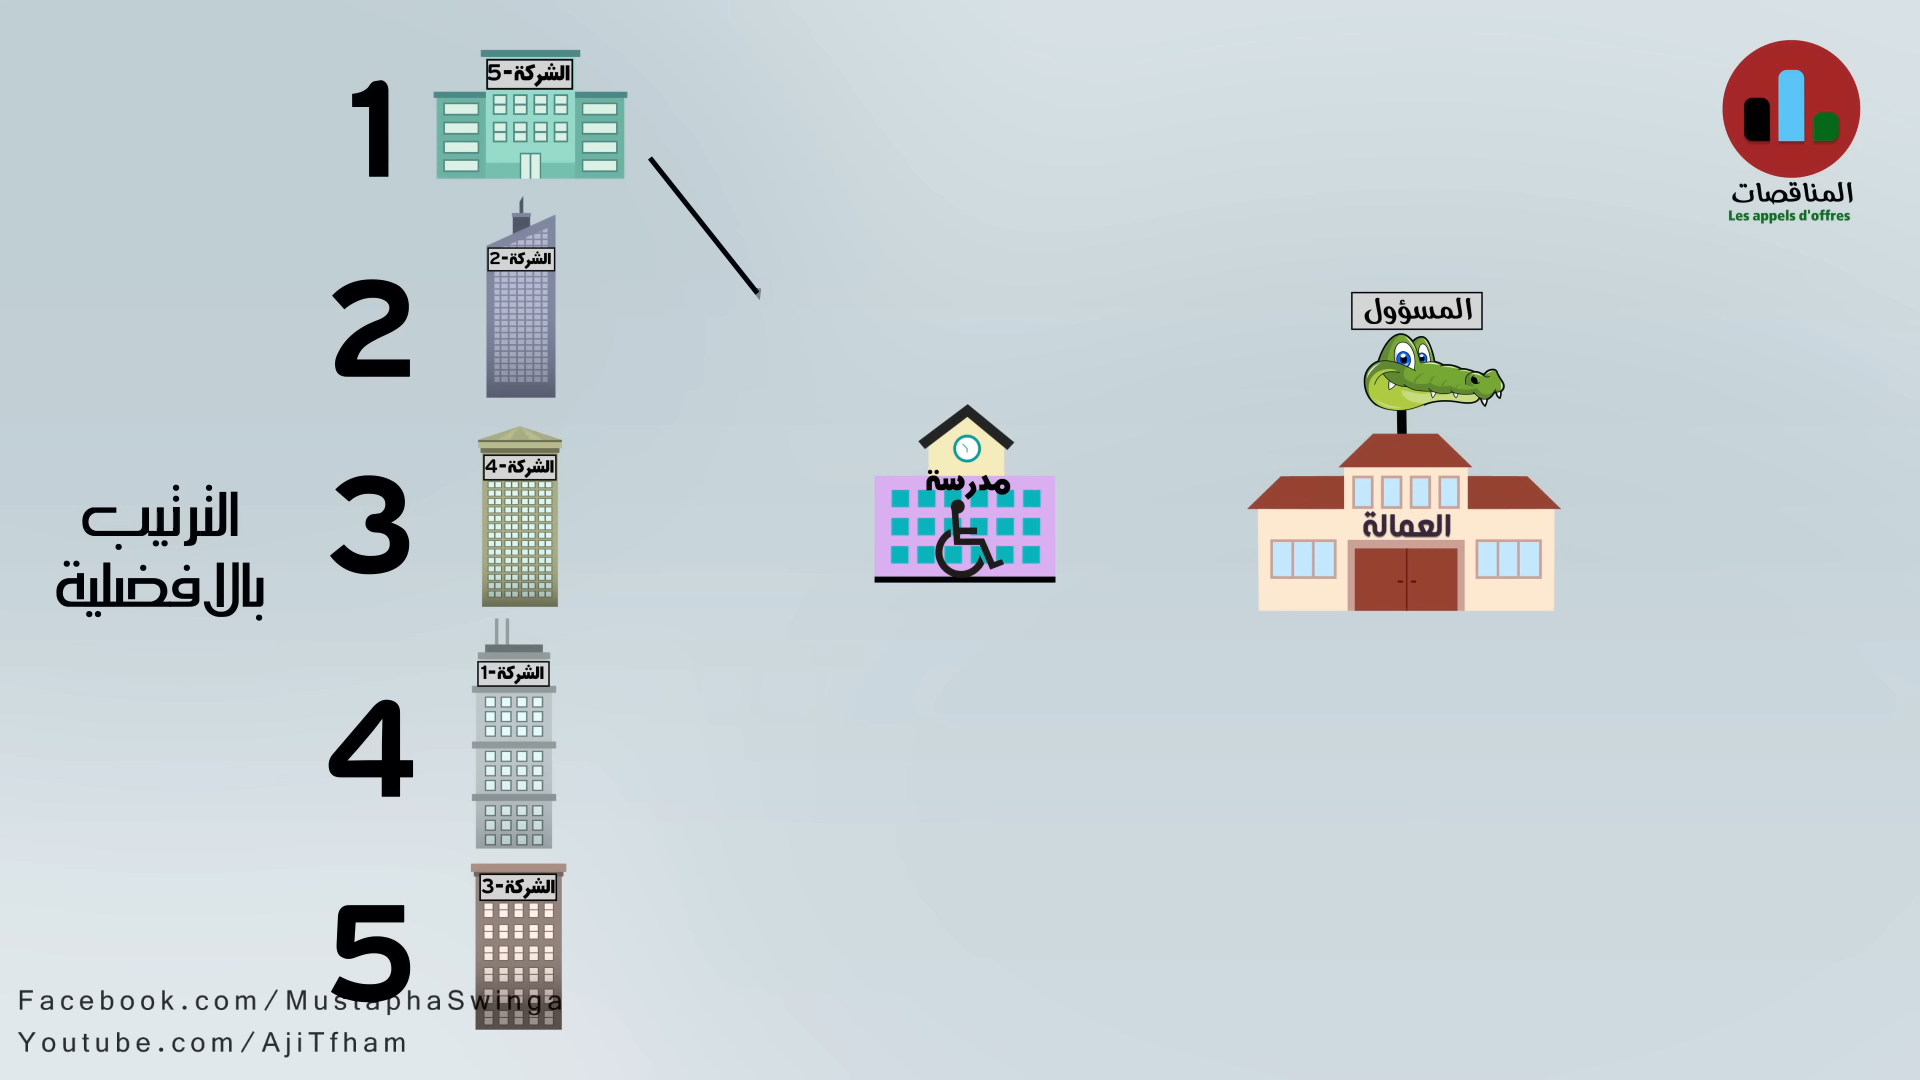 المناقصات
Les appels d'offres
1
الشركة-5
2
الشركة-2
المسؤول
3
الشركة-4
مدرسة
العمالة
الترتيب
بالافضلية
4
الشركة-1
5
الشركة-3
Facebook.com/MustaphaSwinga
Youtube.com/AjiTfham